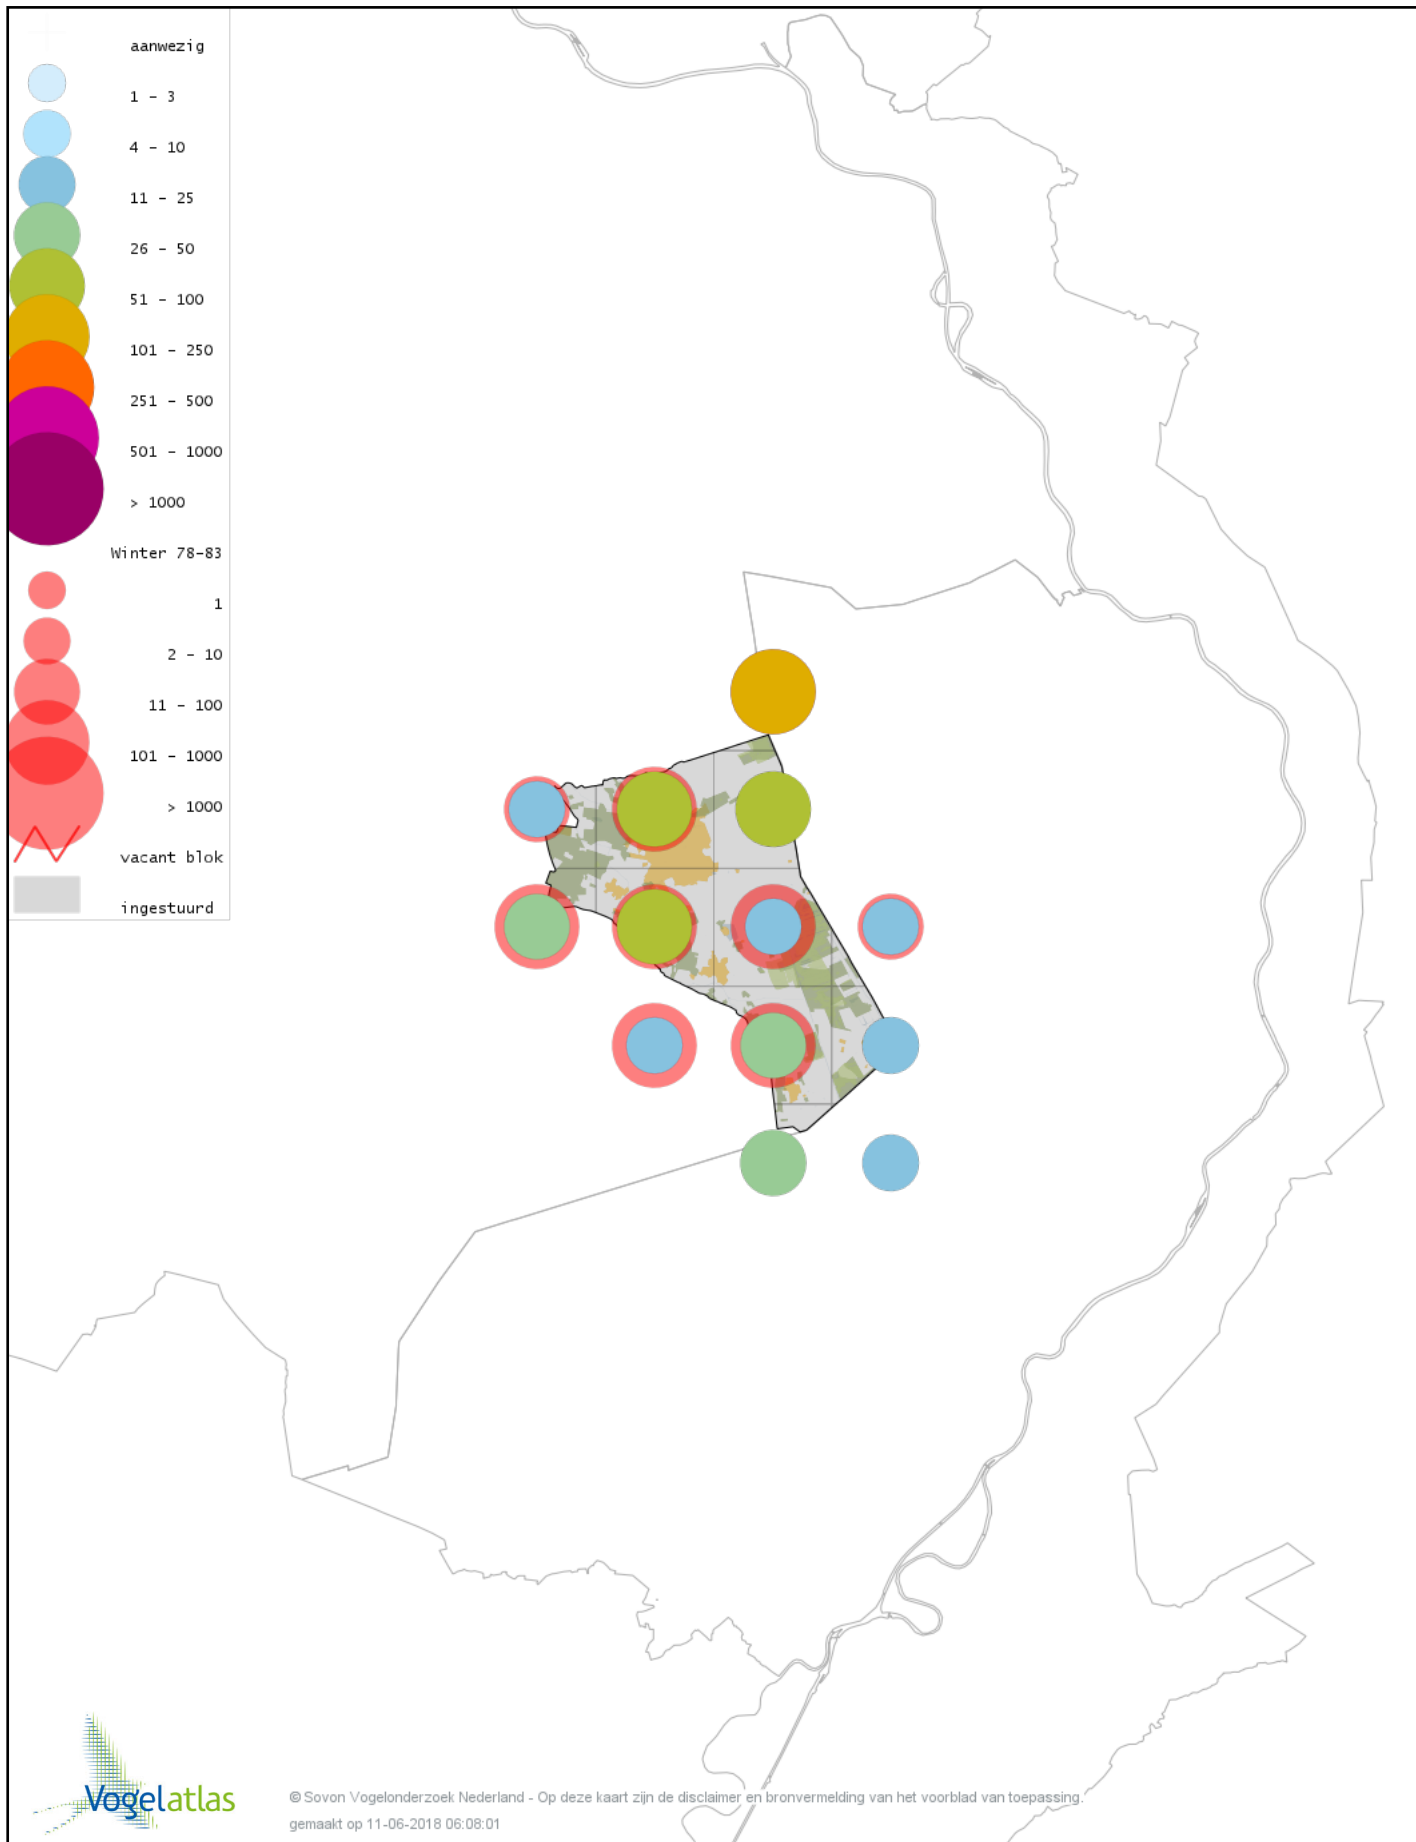 aanwezig
1 - 3
4 - 10
11 - 25
26 - 50
51 - 100
101 - 250
251 - 500
501 - 1000
> 1000
Winter 78-83
1
2 - 10
11 - 100
101 - 1000
> 1000
vacant blok
ingestuurd
Vogelatlas
© Sovon Vogelonderzoek Nederland - Op deze kaart zijn de disclaimer en bronvermelding van het voorblad van toepassing.
gemaakt op 11-06-2018 06:08:01